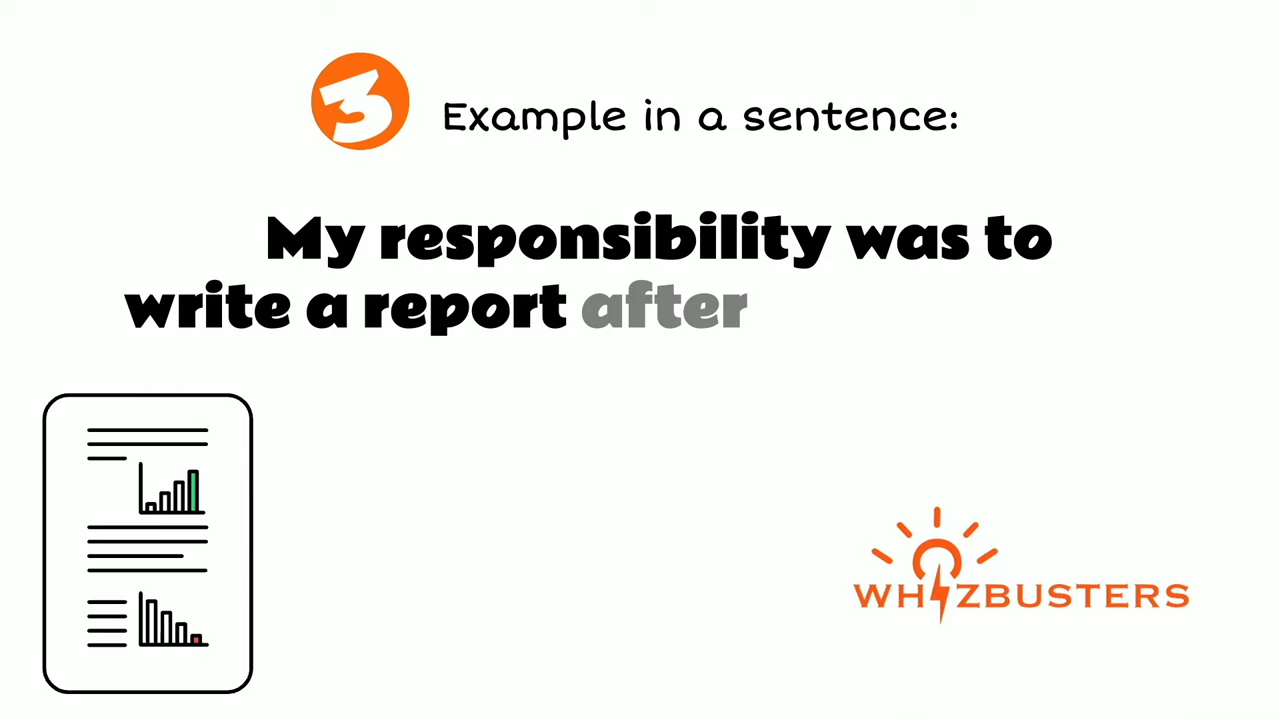 3 Example in a sentence:
My responsibility was to
write a report after
WHIZBUSTERS